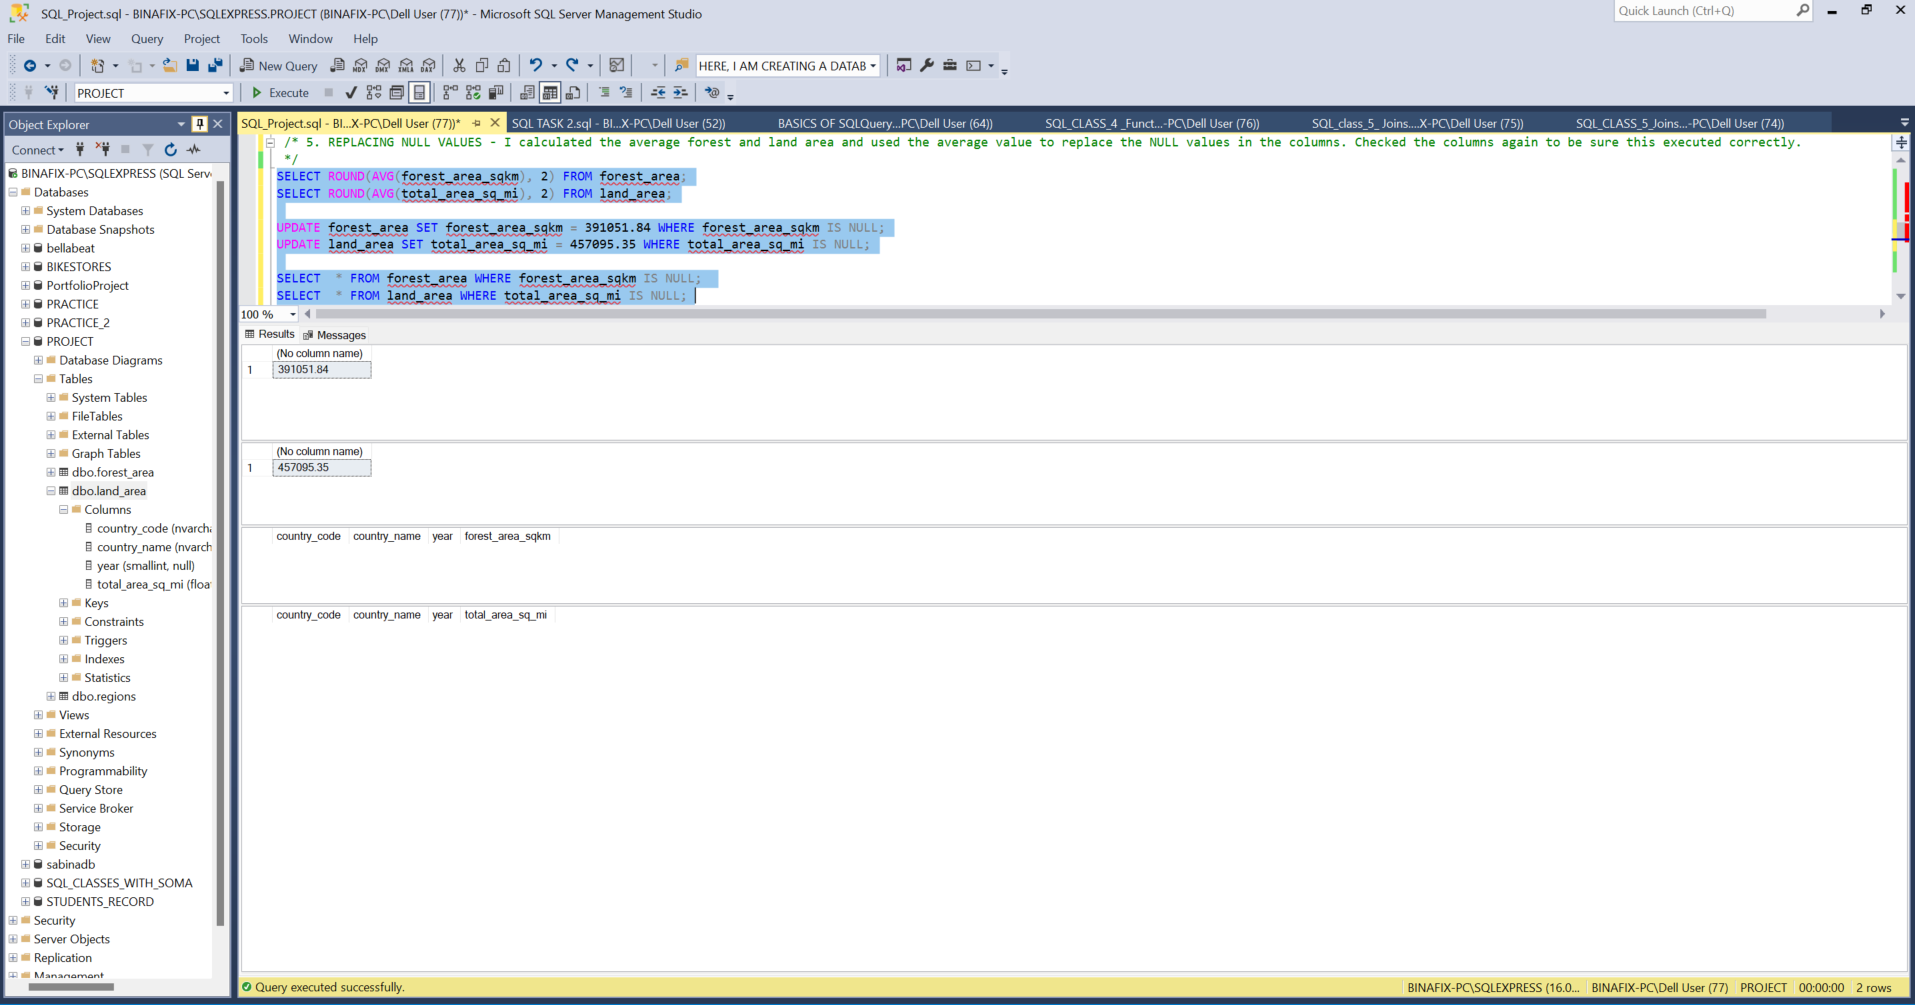 SQL_Project.sql - BINAFIX-PC\SQLEXPRESS.PROJECT (BINAFIX-PC\Dell User (77))* - Microsoft SQL Server Management Studio
Quick Launch (Ctrl+Q)
File Edit View Query Project Tools Window Help
New Query MDX DMX XMLA DAX HERE, I AM CREATING A DATAB
PROJECT Execute
Object Explorer
SQL_Project.sql - BI...X-PC\Dell User (77))* SQL TASK 2.sql - BI...X-PC\Dell User (52)) BASICS OF SQLQuery...PC\Dell User (64)) SQL_CLASS_4 _Funct...-PC\Dell User (76)) SQL_class_5_ Joins....X-PC\Dell User (75)) SQL_CLASS_5_Joins...-PC\Dell User (74))
Connect
BINAFIX-PC\SQLEXPRESS (SQL Serv
Databases
System Databases
Database Snapshots
bellabeat
BIKESTORES
PortfolioProject
PRACTICE
PRACTICE_2
PROJECT
Database Diagrams
Tables
System Tables
FileTables
External Tables
Graph Tables
dbo.forest_area
dbo.land_area
Columns
country_code (nvarcha
country_name (nvarch
year (smallint, null)
total_area_sq_mi (float
Keys
Constraints
Triggers
Indexes
Statistics
dbo.regions
Views
External Resources
Synonyms
Programmability
Query Store
Service Broker
Storage
Security
sabinadb
SQL_CLASSES_WITH_SOMA
STUDENTS_RECORD
Security
Server Objects
Replication
Management
/* 5. REPLACING NULL VALUES - I calculated the average forest and land area and used the average value to replace the NULL values in the columns. Checked the columns again to be sure this executed correctly.
*/
SELECT ROUND(AVG(forest_area_sqkm), 2) FROM forest_area;
SELECT ROUND(AVG(total_area_sq_mi), 2) FROM land_area;
UPDATE forest_area SET forest_area_sqkm = 391051.84 WHERE forest_area_sqkm IS NULL;
UPDATE land_area SET total_area_sq_mi = 457095.35 WHERE total_area_sq_mi IS NULL;
SELECT * FROM forest_area WHERE forest_area_sqkm IS NULL;
SELECT * FROM land_area WHERE total_area_sq_mi IS NULL;
100 %
Results Messages
(No column name)
1 391051.84
(No column name)
1 457095.35
country_code country_name year forest_area_sqkm
country_code country_name year total_area_sq_mi
Query executed successfully.
BINAFIX-PC\SQLEXPRESS (16.0... BINAFIX-PC\Dell User (77) PROJECT 00:00:00 2 rows